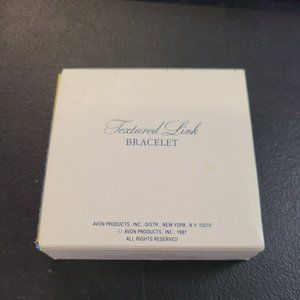 Textured Link
BRACELET
AVON PRODUCTS, INC., DISTR., NEW YORK, N.Y. 10019
© AVON PRODUCTS, INC., 1981
ALL RIGHTS RESERVED